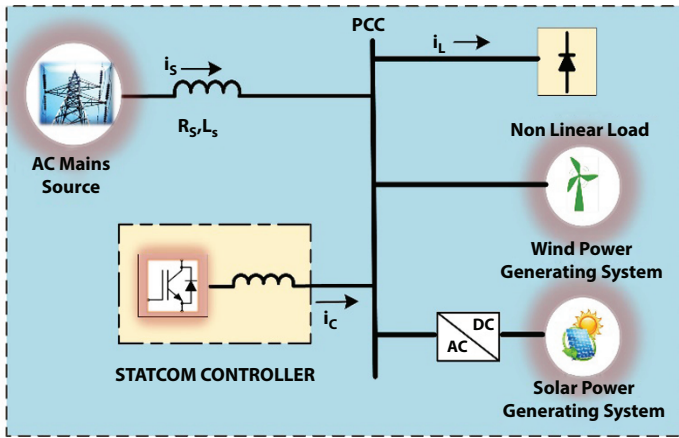 PCC
iS
iL
RS,Ls
AC Mains
Source
Non Linear Load
Wind Power
Generating System
iC
STATCOM CONTROLLER
DC
AC
Solar Power
Generating System